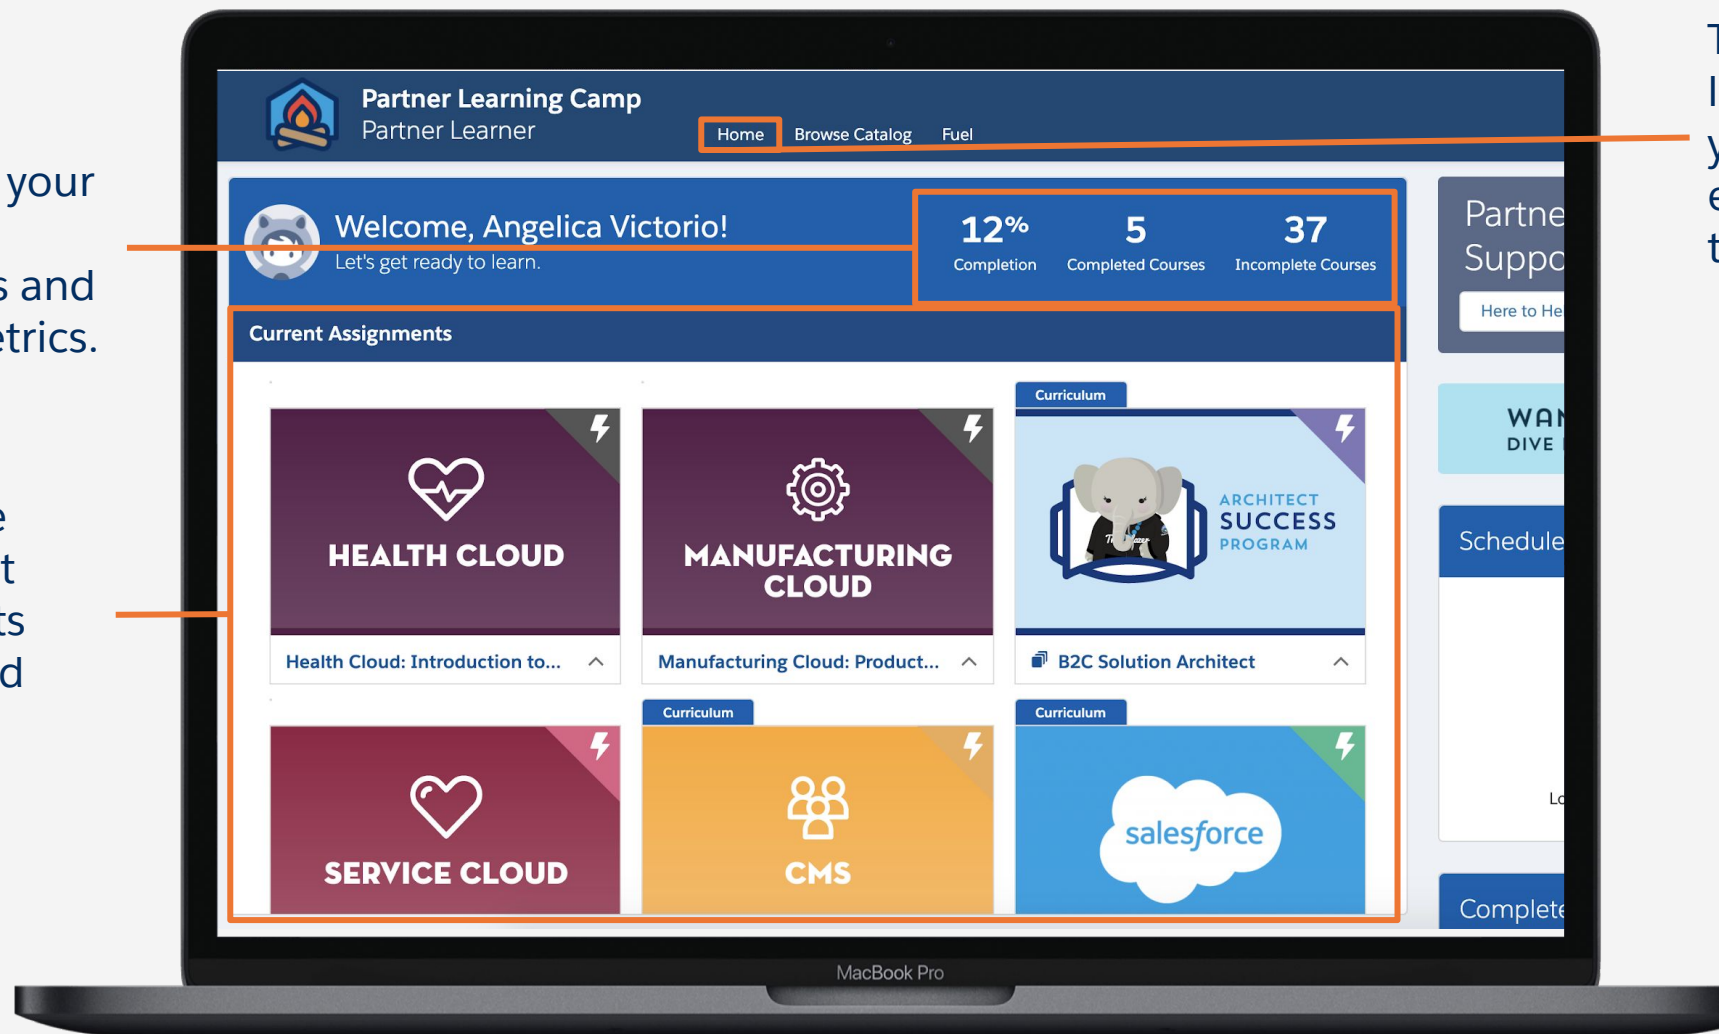 your
s and
etrics.
e
t
ts
d
Partner Learning Camp
Partner Learner
Home Browse Catalog Fuel
Welcome, Angelica Victorio!
Let's get ready to learn.
12% 5 37
Completion Completed Courses Incomplete Courses
Current Assignments
HEALTH CLOUD
Health Cloud: Introduction to...
MANUFACTURING
CLOUD
Manufacturing Cloud: Product...
Curriculum
ARCHITECT
SUCCESS
PROGRAM
B2C Solution Architect
SERVICE CLOUD
Curriculum
CMS
Curriculum
salesforce
Partne
Suppo
Here to He
WAN
DIVE
Schedule
Lo
Complete
MacBook Pro
T
l
y
e
t